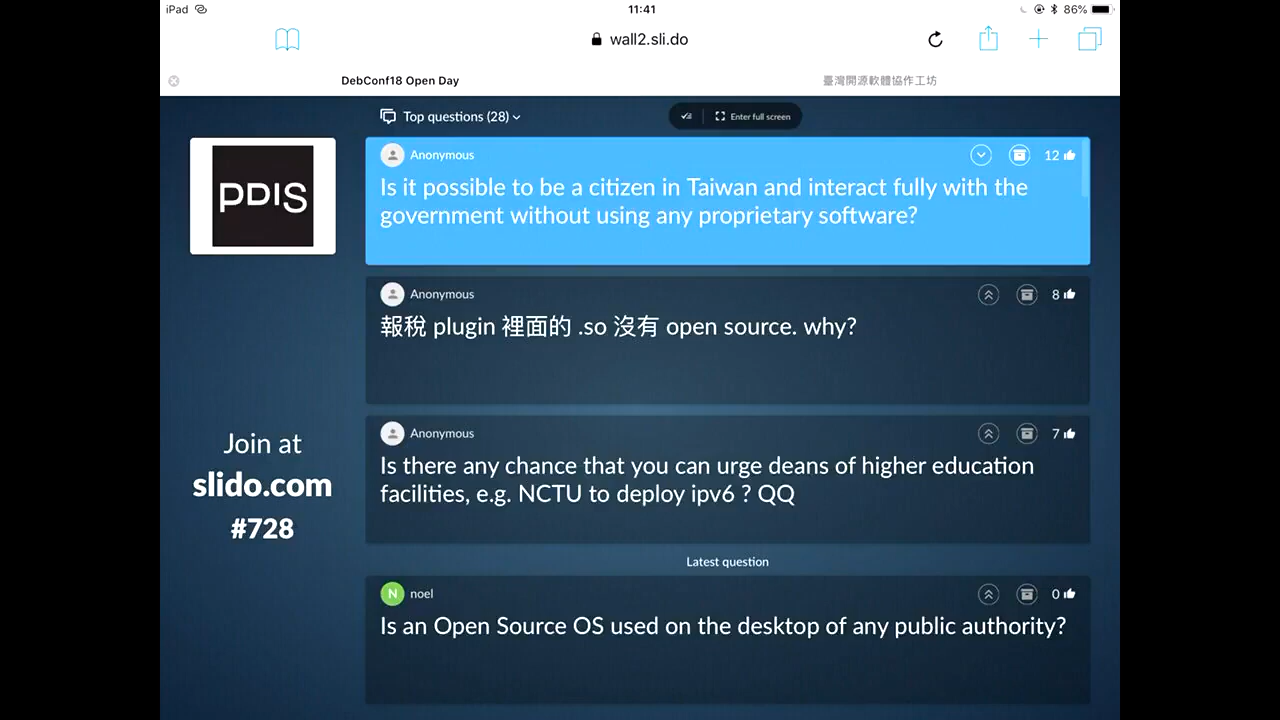 iPad
11:41
86%
wall2.sli.do
DebConf18 Open Day
臺灣開源軟體協作工坊
Top questions (28)
Enter full screen
PDIS
Anonymous
12
Is it possible to be a citizen in Taiwan and interact fully with the
government without using any proprietary software?
Anonymous
8
報稅 plugin 裡面的 .so 沒有 open source. why?
Anonymous
7
Is there any chance that you can urge deans of higher education
facilities, e.g. NCTU to deploy ipv6 ? QQ
Join at
slido.com
#728
Latest question
N
noel
0
Is an Open Source OS used on the desktop of any public authority?